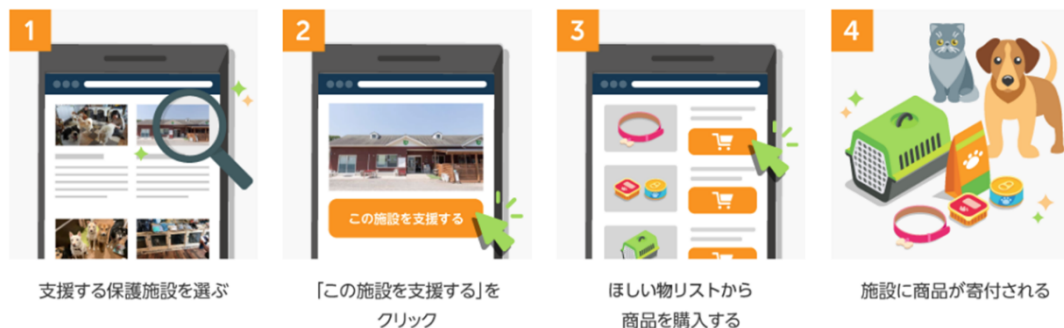 1
2
3
4
この施設を支援する
支援する保護施設を選ぶ
「この施設を支援する」を
クリック
ほしい物リストから
商品を購入する
施設に商品が寄付される